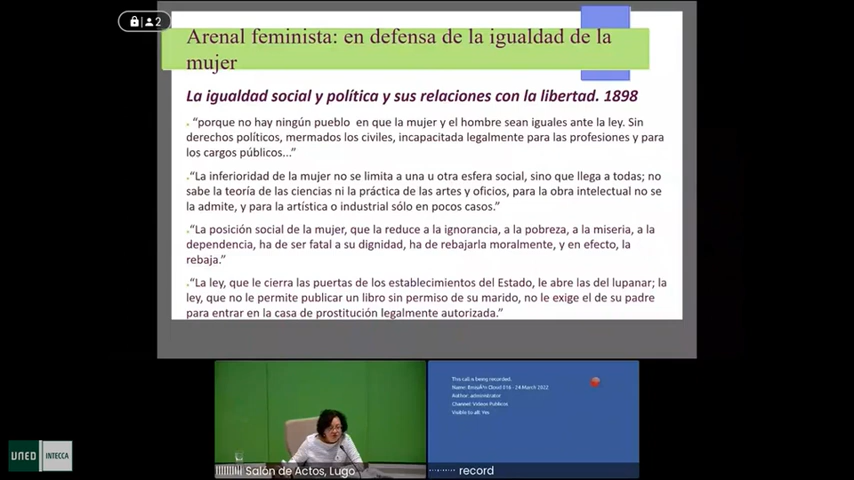 2
Arenal feminista: en defensa de la igualdad de la
mujer
La igualdad social y política y sus relaciones con la libertad. 1898
. “porque no hay ningún pueblo en que la mujer y el hombre sean iguales ante la ley. Sin
derechos políticos, mermados los civiles, incapacitada legalmente para las profesiones y para
los cargos públicos...”
.“La inferioridad de la mujer no se limita a una u otra esfera social, sino que llega a todas; no
sabe la teoría de las ciencias ni la práctica de las artes y oficios, para la obra intelectual no se
la admite, y para la artística o industrial sólo en pocos casos.”
.“La posición social de la mujer, que la reduce a la ignorancia, a la pobreza, a la miseria, a la
dependencia, ha de ser fatal a su dignidad, ha de rebajarla moralmente, y en efecto, la
rebaja.”
.“La ley, que le cierra las puertas de los establecimientos del Estado, le abre las del lupanar; la
ley, que no le permite publicar un libro sin permiso de su marido, no le exige el de su padre
para entrar en la casa de prostitución legalmente autorizada.”
This call is being recorded.
Cloud 016 - 24 March 2022
Author: administrator
Channel: Videos Publicos
Visible to all: Yes
Salón de Actos, Lugo
record
UNED INTECCA